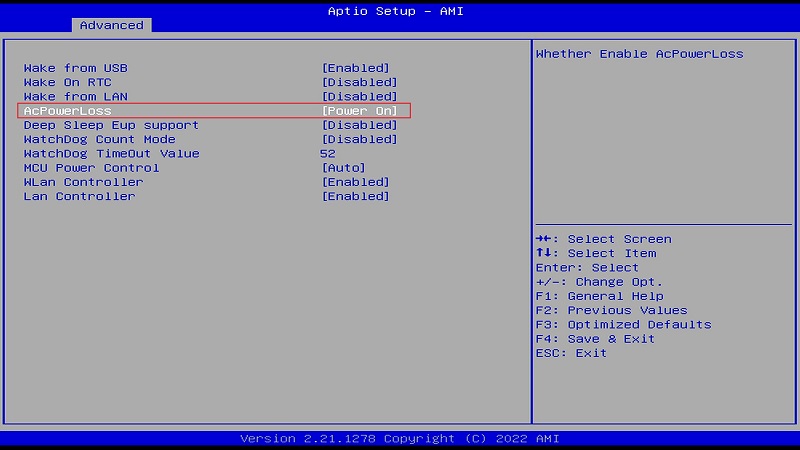 Aptio Setup - AMI
Advanced
Wake from USB [Enabled]
Wake On RTC [Disabled]
Wake from LAN [Disabled]
AcPowerLoss [Power On]
Deep Sleep Eup support [Disabled]
WatchDog Count Mode [Disabled]
WatchDog TimeOut Value 52
MCU Power Control [Auto]
WLan Controller [Enabled]
Lan Controller [Enabled]
Whether Enable AcPowerLoss
→←: Select Screen
↑↓: Select Item
Enter: Select
+/-: Change Opt.
F1: General Help
F2: Previous Values
F3: Optimized Defaults
F4: Save & Exit
ESC: Exit
Version 2.21.1278 Copyright (C) 2022 AMI